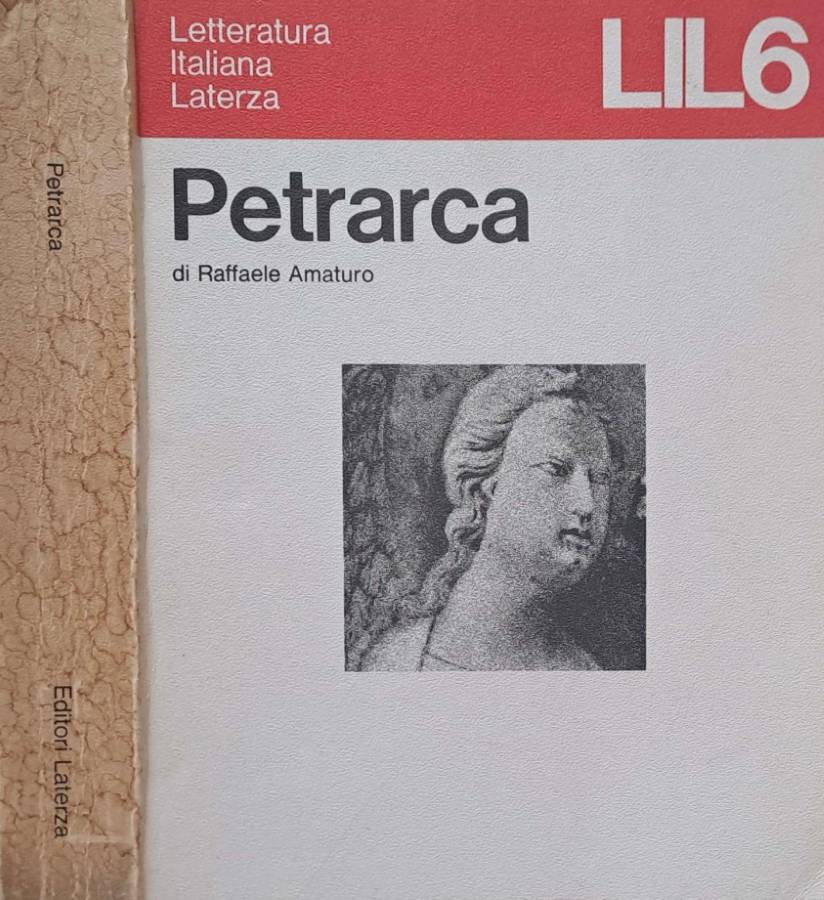 Letteratura
Italiana
Laterza
LIL6
Petrarca
di Raffaele Amaturo
Petrarca
Editori Laterza